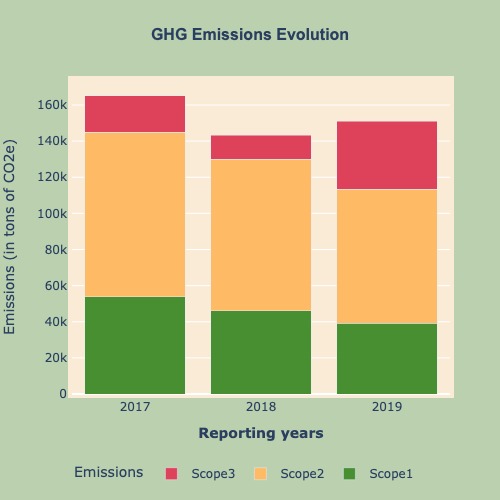 GHG Emissions Evolution
Emissions (in tons of CO2e)
160k
140k
120k
100k
80k
60k
40k
20k
0
2017 2018 2019
Reporting years
Emissions Scope3 Scope2 Scope1